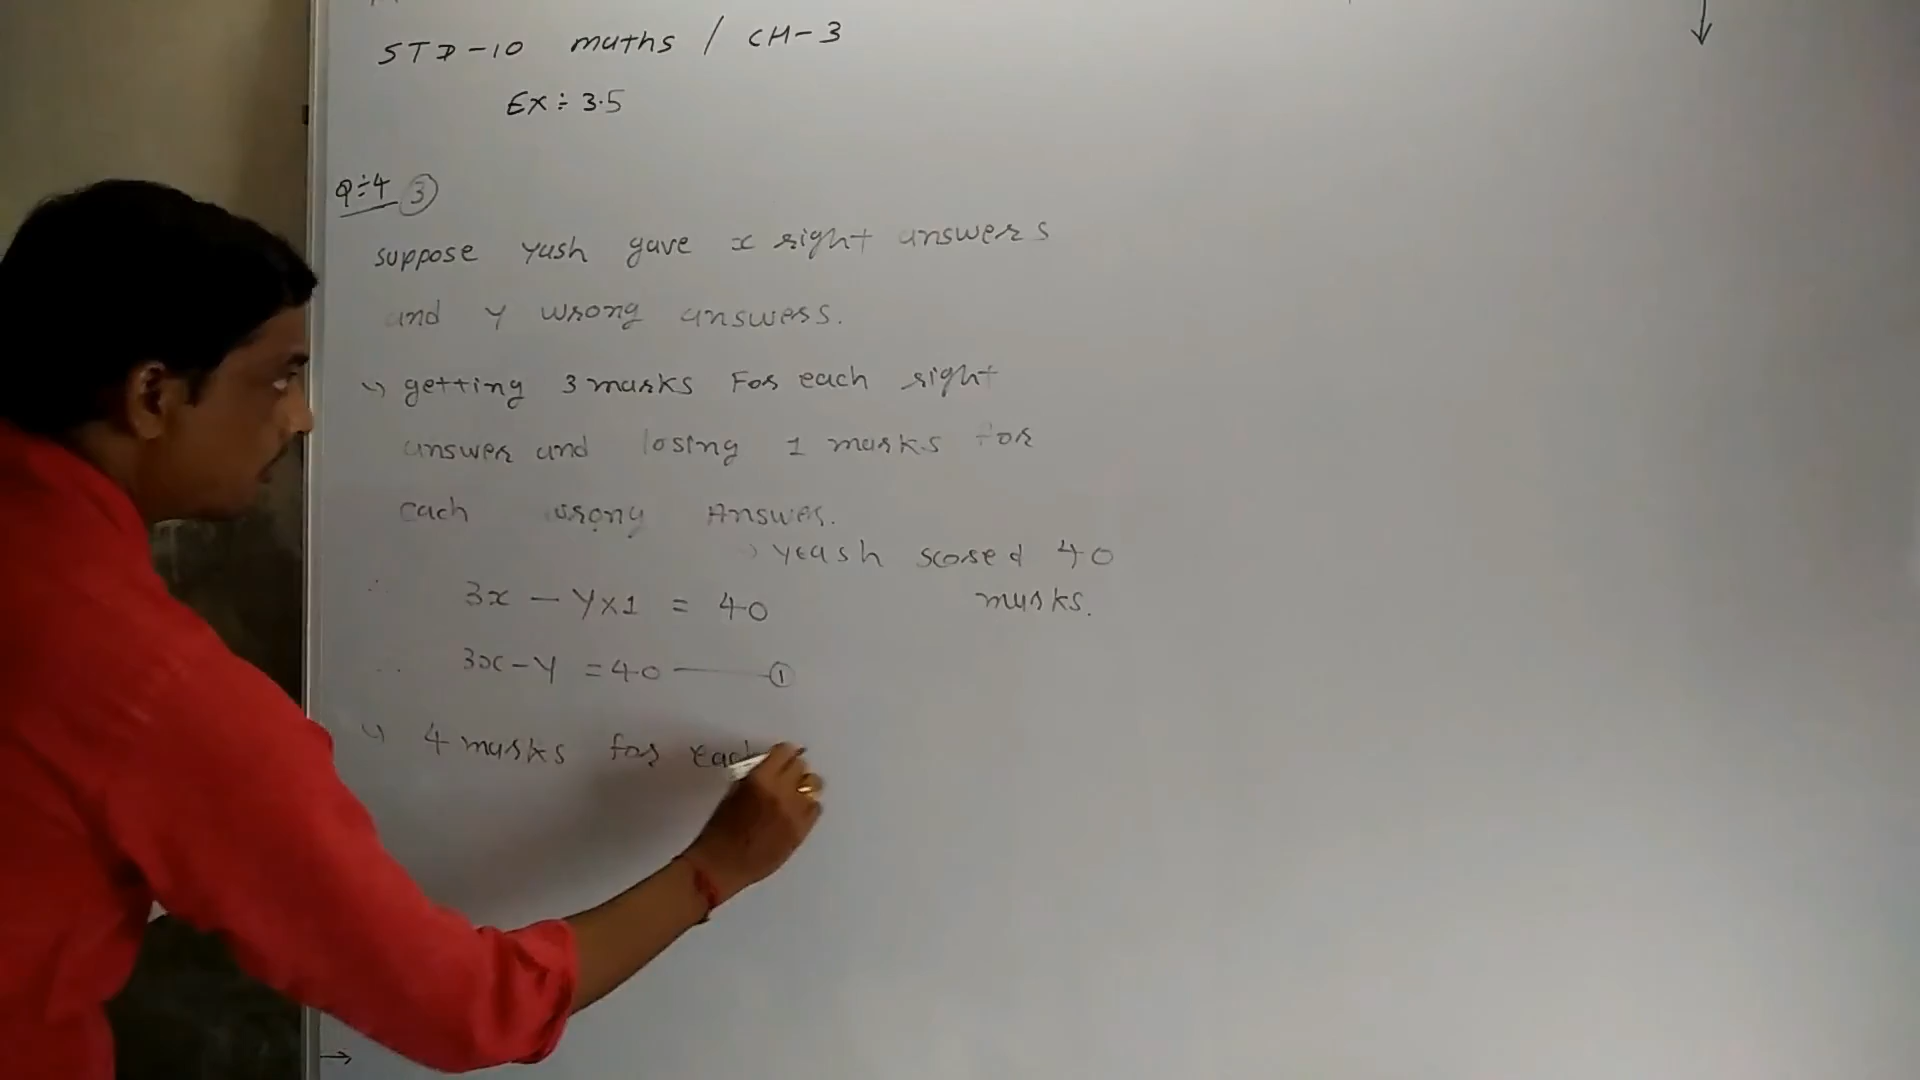 STD-10 maths / CH-3
Ex÷ 3.5
Q÷4 3
suppose Yash gave x right answers
and y wrong answers.
getting 3 marks For each right
answer and losing 1 marks for
each wrong Answer.
Yeash scored 40
marks.
3x - Y×1 = 40
3x-Y = 40 — 1
4 marks for each